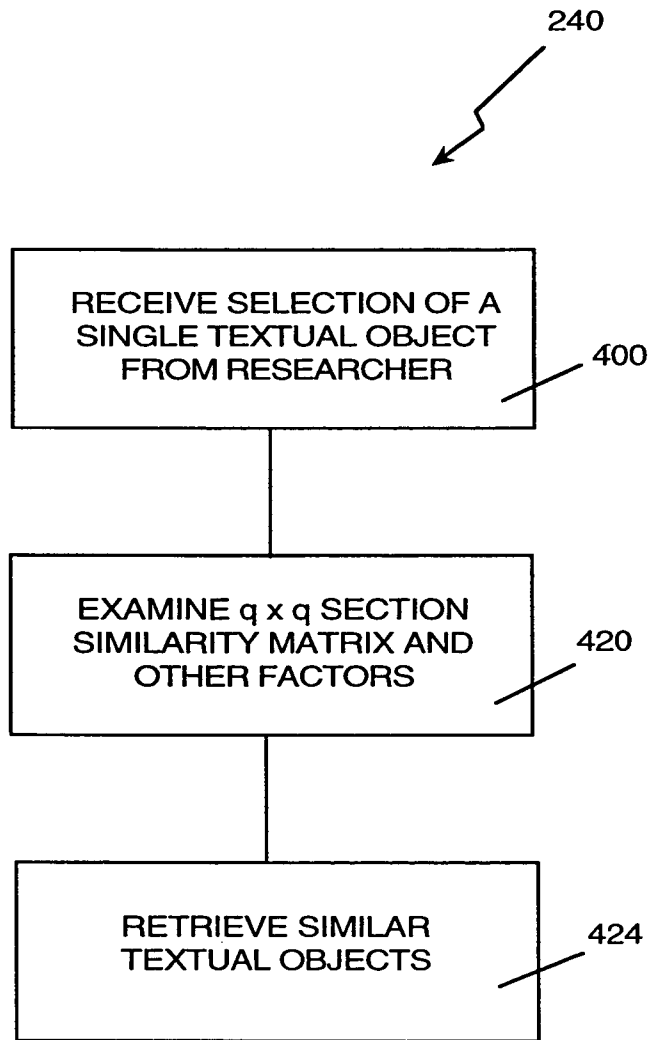 240
RECEIVE SELECTION OF A
SINGLE TEXTUAL OBJECT
FROM RESEARCHER
400
EXAMINE q x q SECTION
SIMILARITY MATRIX AND
OTHER FACTORS
420
RETRIEVE SIMILAR
TEXTUAL OBJECTS
424